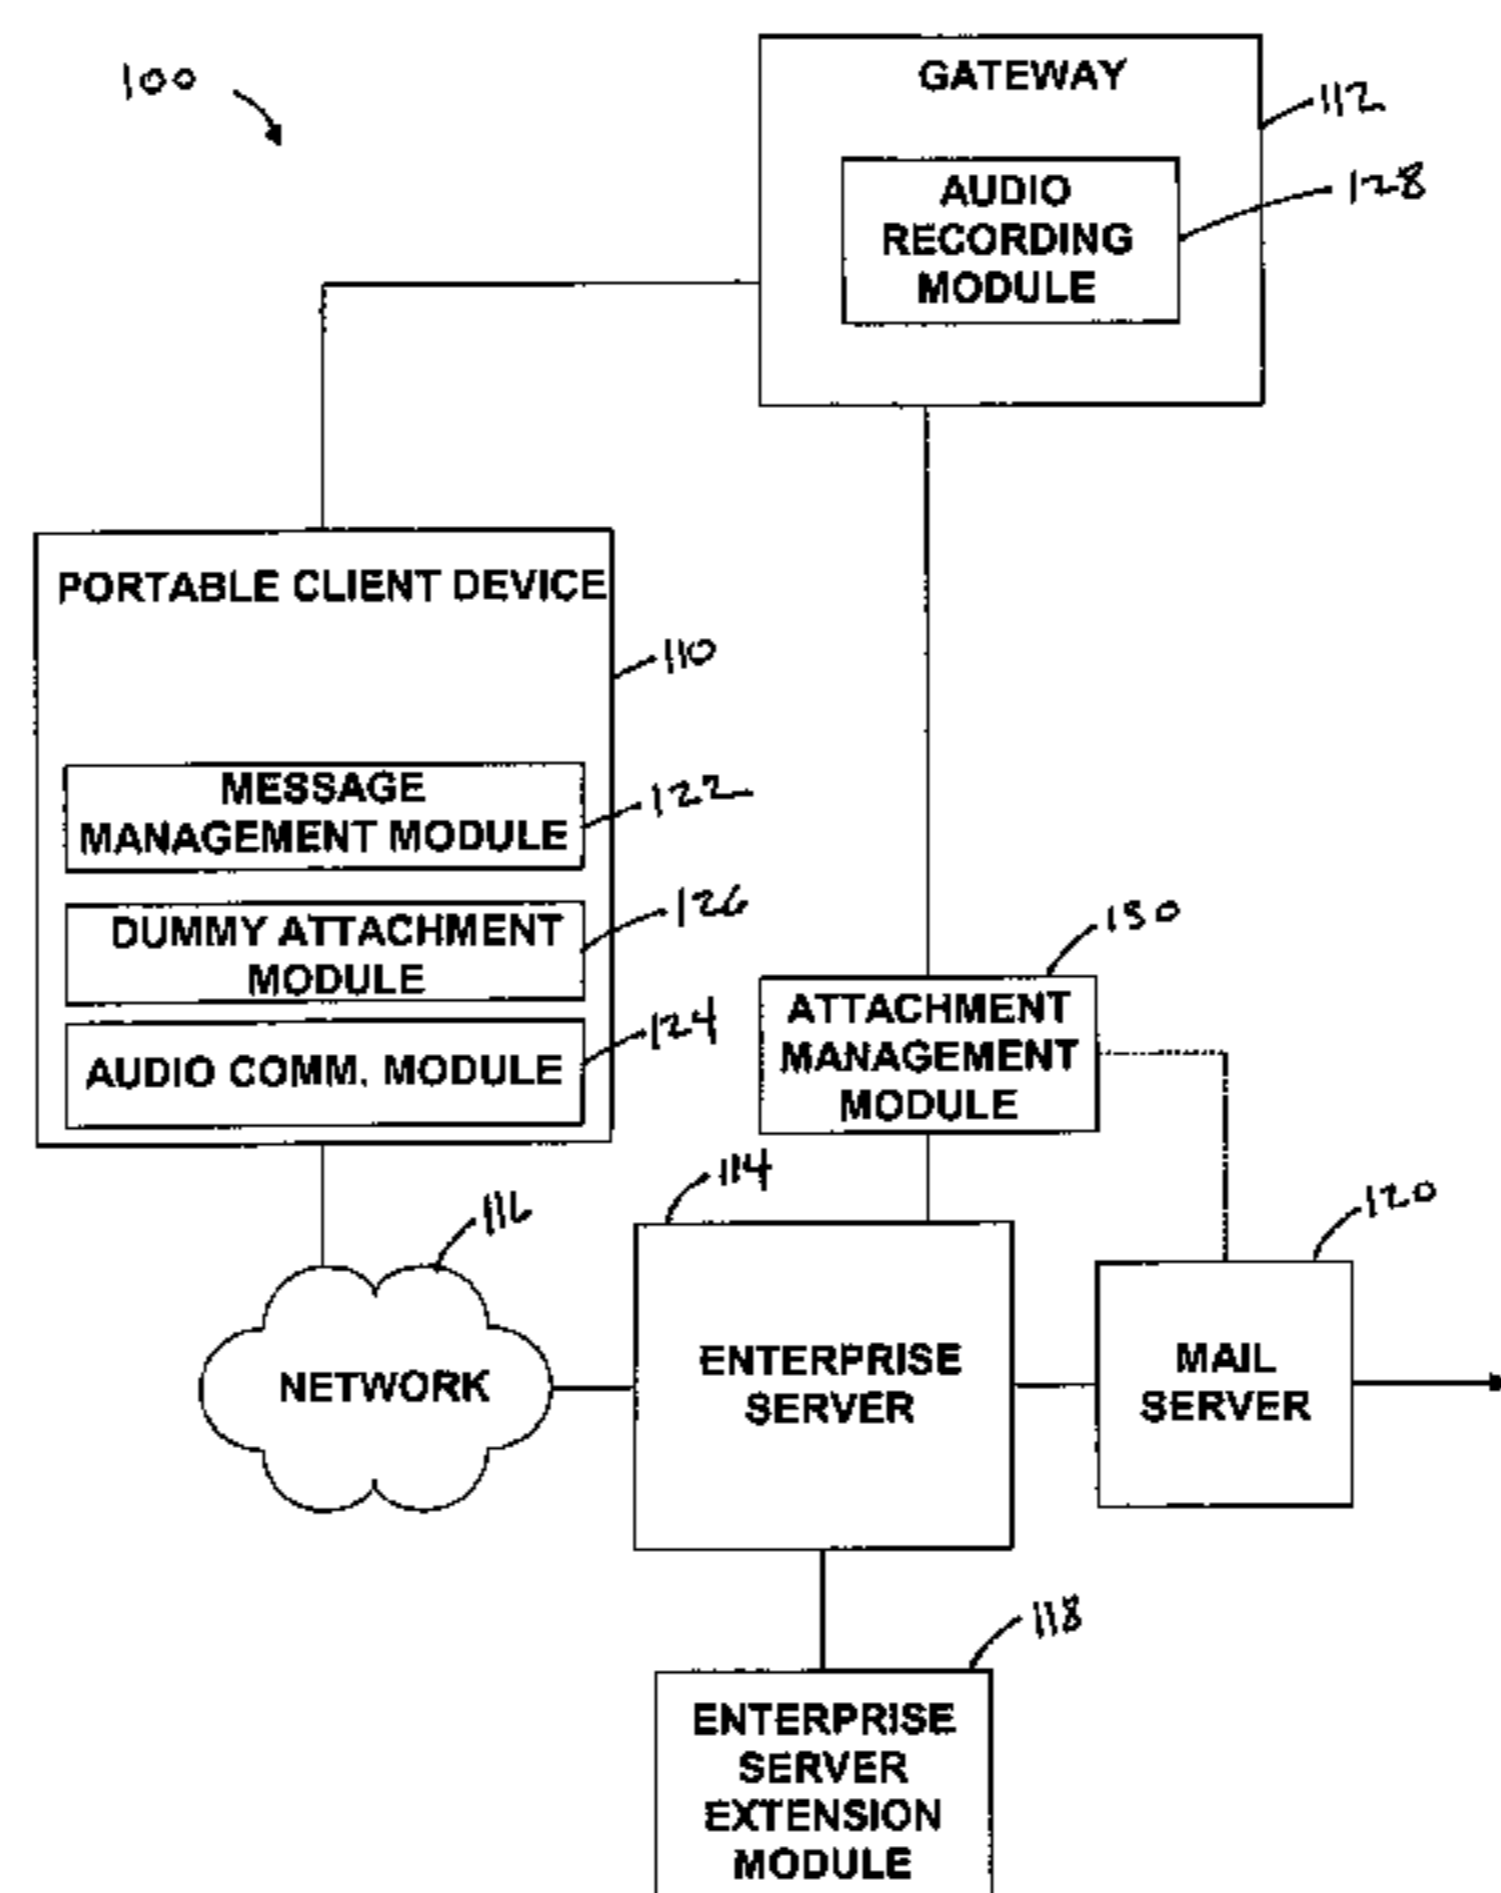 100
GATEWAY
112
AUDIO
RECORDING
MODULE
128
PORTABLE CLIENT DEVICE
110
MESSAGE
MANAGEMENT MODULE
122
DUMMY ATTACHMENT
MODULE
126
AUDIO COMM. MODULE
124
150
ATTACHMENT
MANAGEMENT
MODULE
114
116
120
NETWORK
ENTERPRISE
SERVER
MAIL
SERVER
118
ENTERPRISE
SERVER
EXTENSION
MODULE